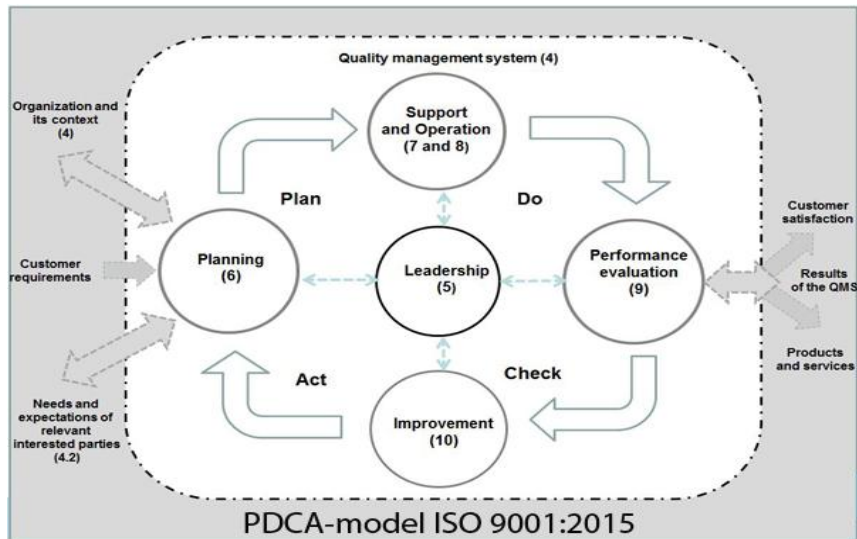 Quality management system (4)
Organization and
its context
(4)
Support
and Operation
(7 and 8)
Plan
Do
Customer
satisfaction
Customer
requirements
Planning
(6)
Leadership
(5)
Performance
evaluation
(9)
Results
of the QMS
Products
and services
Act
Check
Needs and
expectations of
relevant
interested parties
(4.2)
Improvement
(10)
PDCA-model ISO 9001:2015